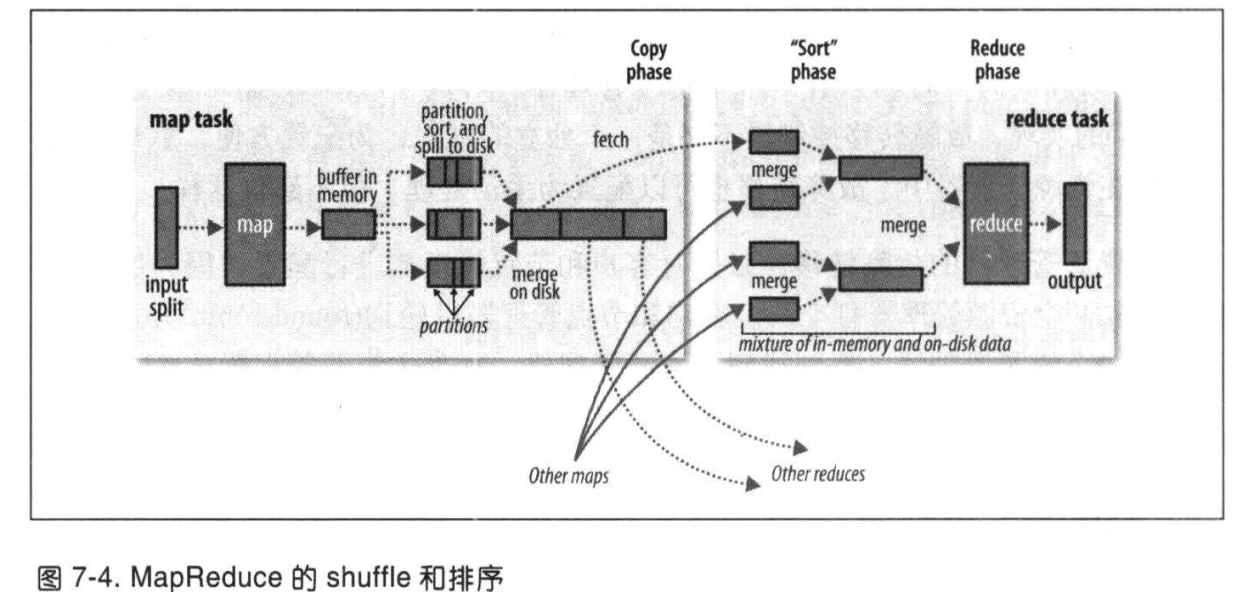 Copy
phase
“Sort”
phase
Reduce
phase
map task
partition,
sort, and
spill to disk
fetch
reduce task
buffer in
memory
merge
map
merge
reduce
input
split
merge
on disk
merge
output
partitions
mixture of in-memory and on-disk data
Other maps
Other reduces
图 7-4. MapReduce 的 shuffle 和排序